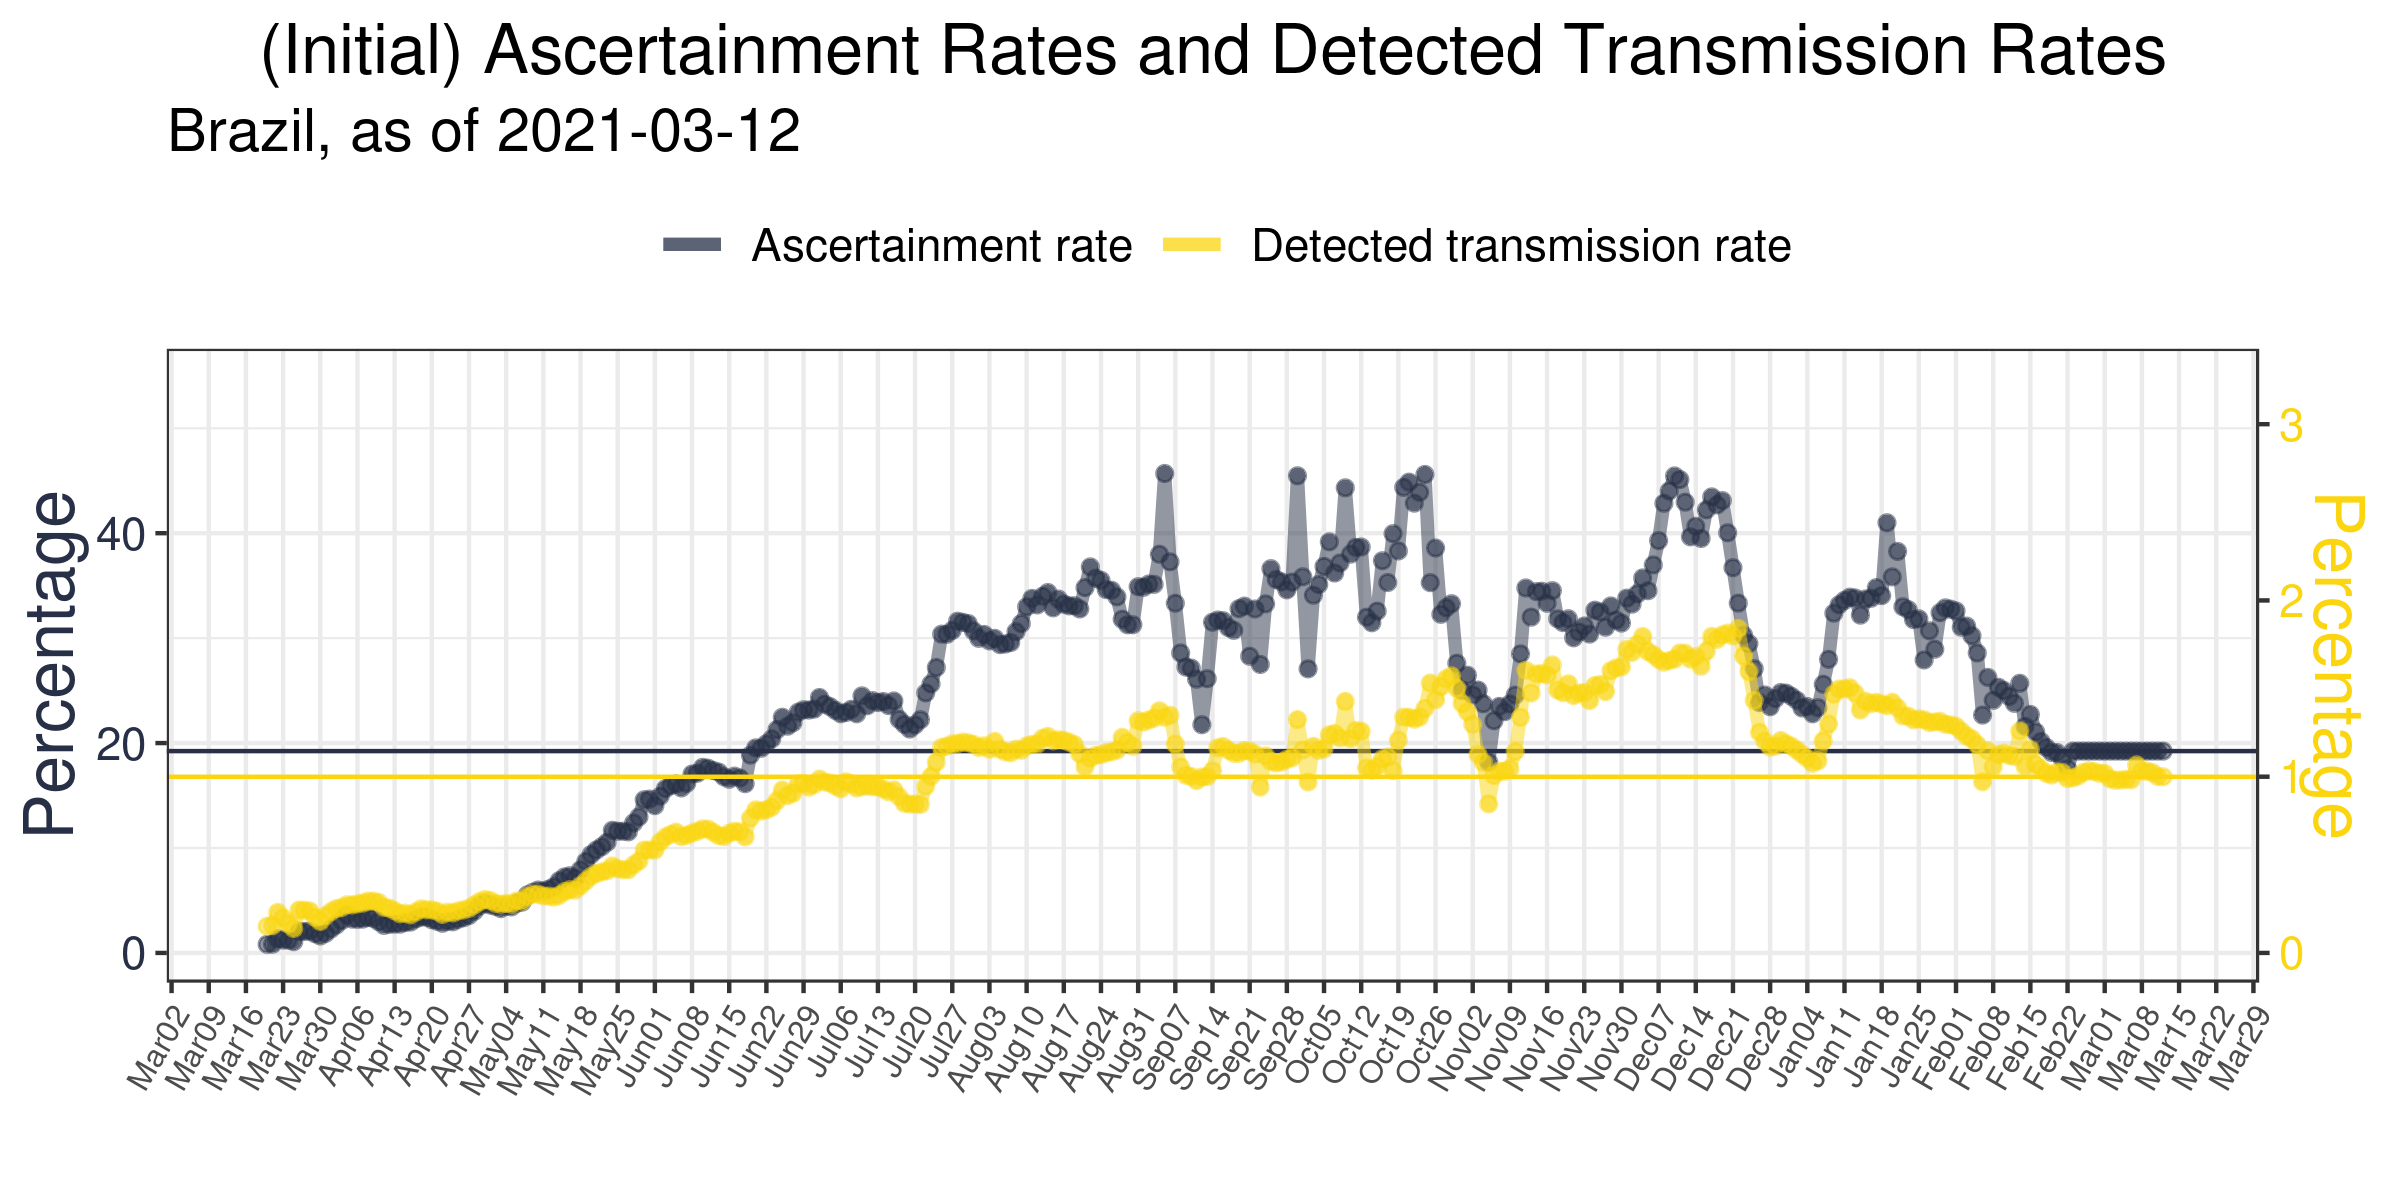 (Initial) Ascertainment Rates and Detected Transmission Rates
Brazil, as of 2021-03-12
Ascertainment rate
Detected transmission rate
Percentage
40
20
0
3
2
1
0
Percentage
Mar02
Mar09
Mar16
Mar23
Mar30
Apr06
Apr13
Apr20
Apr27
May04
May11
May18
May25
Jun01
Jun08
Jun15
Jun22
Jun29
Jul06
Jul13
Jul20
Jul27
Aug03
Aug10
Aug17
Aug24
Aug31
Sep07
Sep14
Sep21
Sep28
Oct05
Oct12
Oct19
Oct26
Nov02
Nov09
Nov16
Nov23
Nov30
Dec07
Dec14
Dec21
Dec28
Jan04
Jan11
Jan18
Jan25
Feb01
Feb08
Feb15
Feb22
Mar01
Mar08
Mar15
Mar22
Mar29